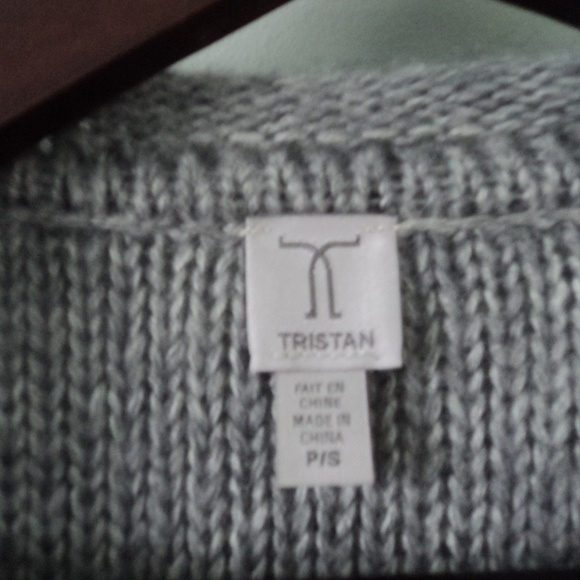 TRISTAN
FAIT EN
CHINE
MADE IN
CHINA
P/S